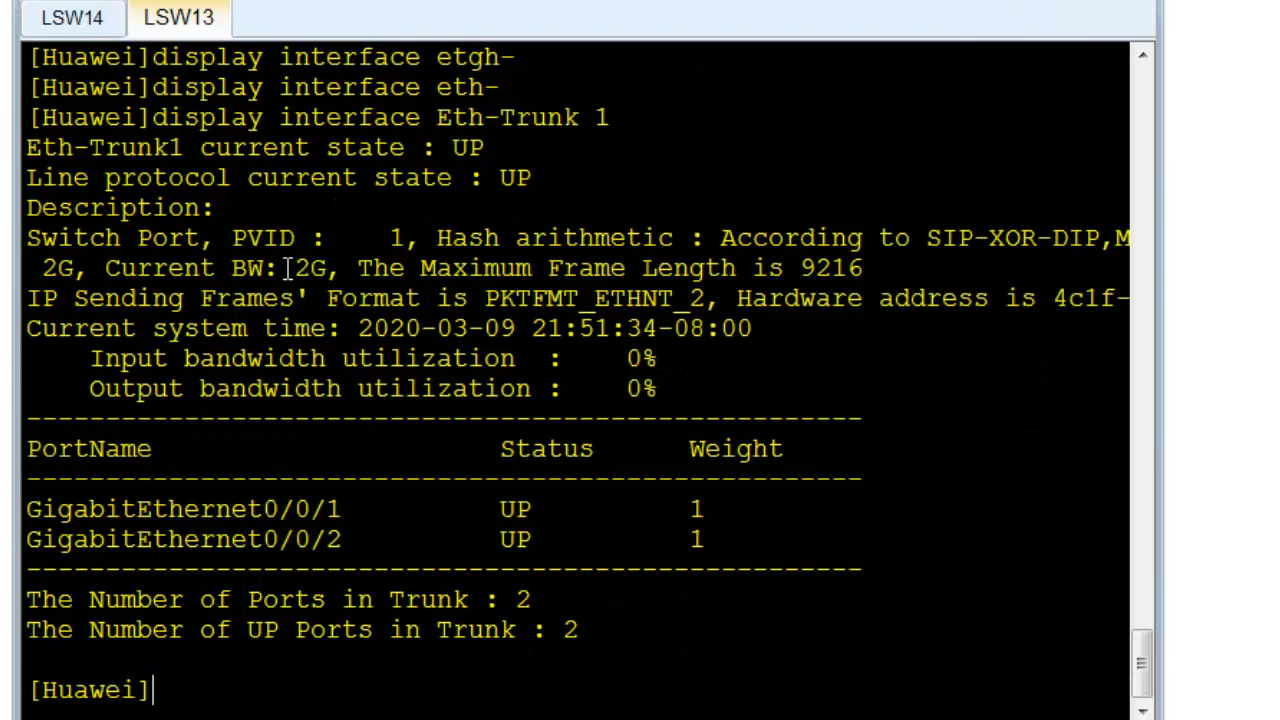 LSW14 LSW13
[Huawei]display interface etgh-
[Huawei]display interface eth-
[Huawei]display interface Eth-Trunk 1
Eth-Trunk1 current state : UP
Line protocol current state : UP
Description:
Switch Port, PVID :    1, Hash arithmetic : According to SIP-XOR-DIP,M
 2G, Current BW: 2G, The Maximum Frame Length is 9216
IP Sending Frames' Format is PKTFMT_ETHNT_2, Hardware address is 4c1f-
Current system time: 2020-03-09 21:51:34-08:00
    Input bandwidth utilization  :    0%
    Output bandwidth utilization :    0%
-----------------------------------------------------
PortName                      Status      Weight
-----------------------------------------------------
GigabitEthernet0/0/1          UP          1
GigabitEthernet0/0/2          UP          1
-----------------------------------------------------
The Number of Ports in Trunk : 2
The Number of UP Ports in Trunk : 2
[Huawei]